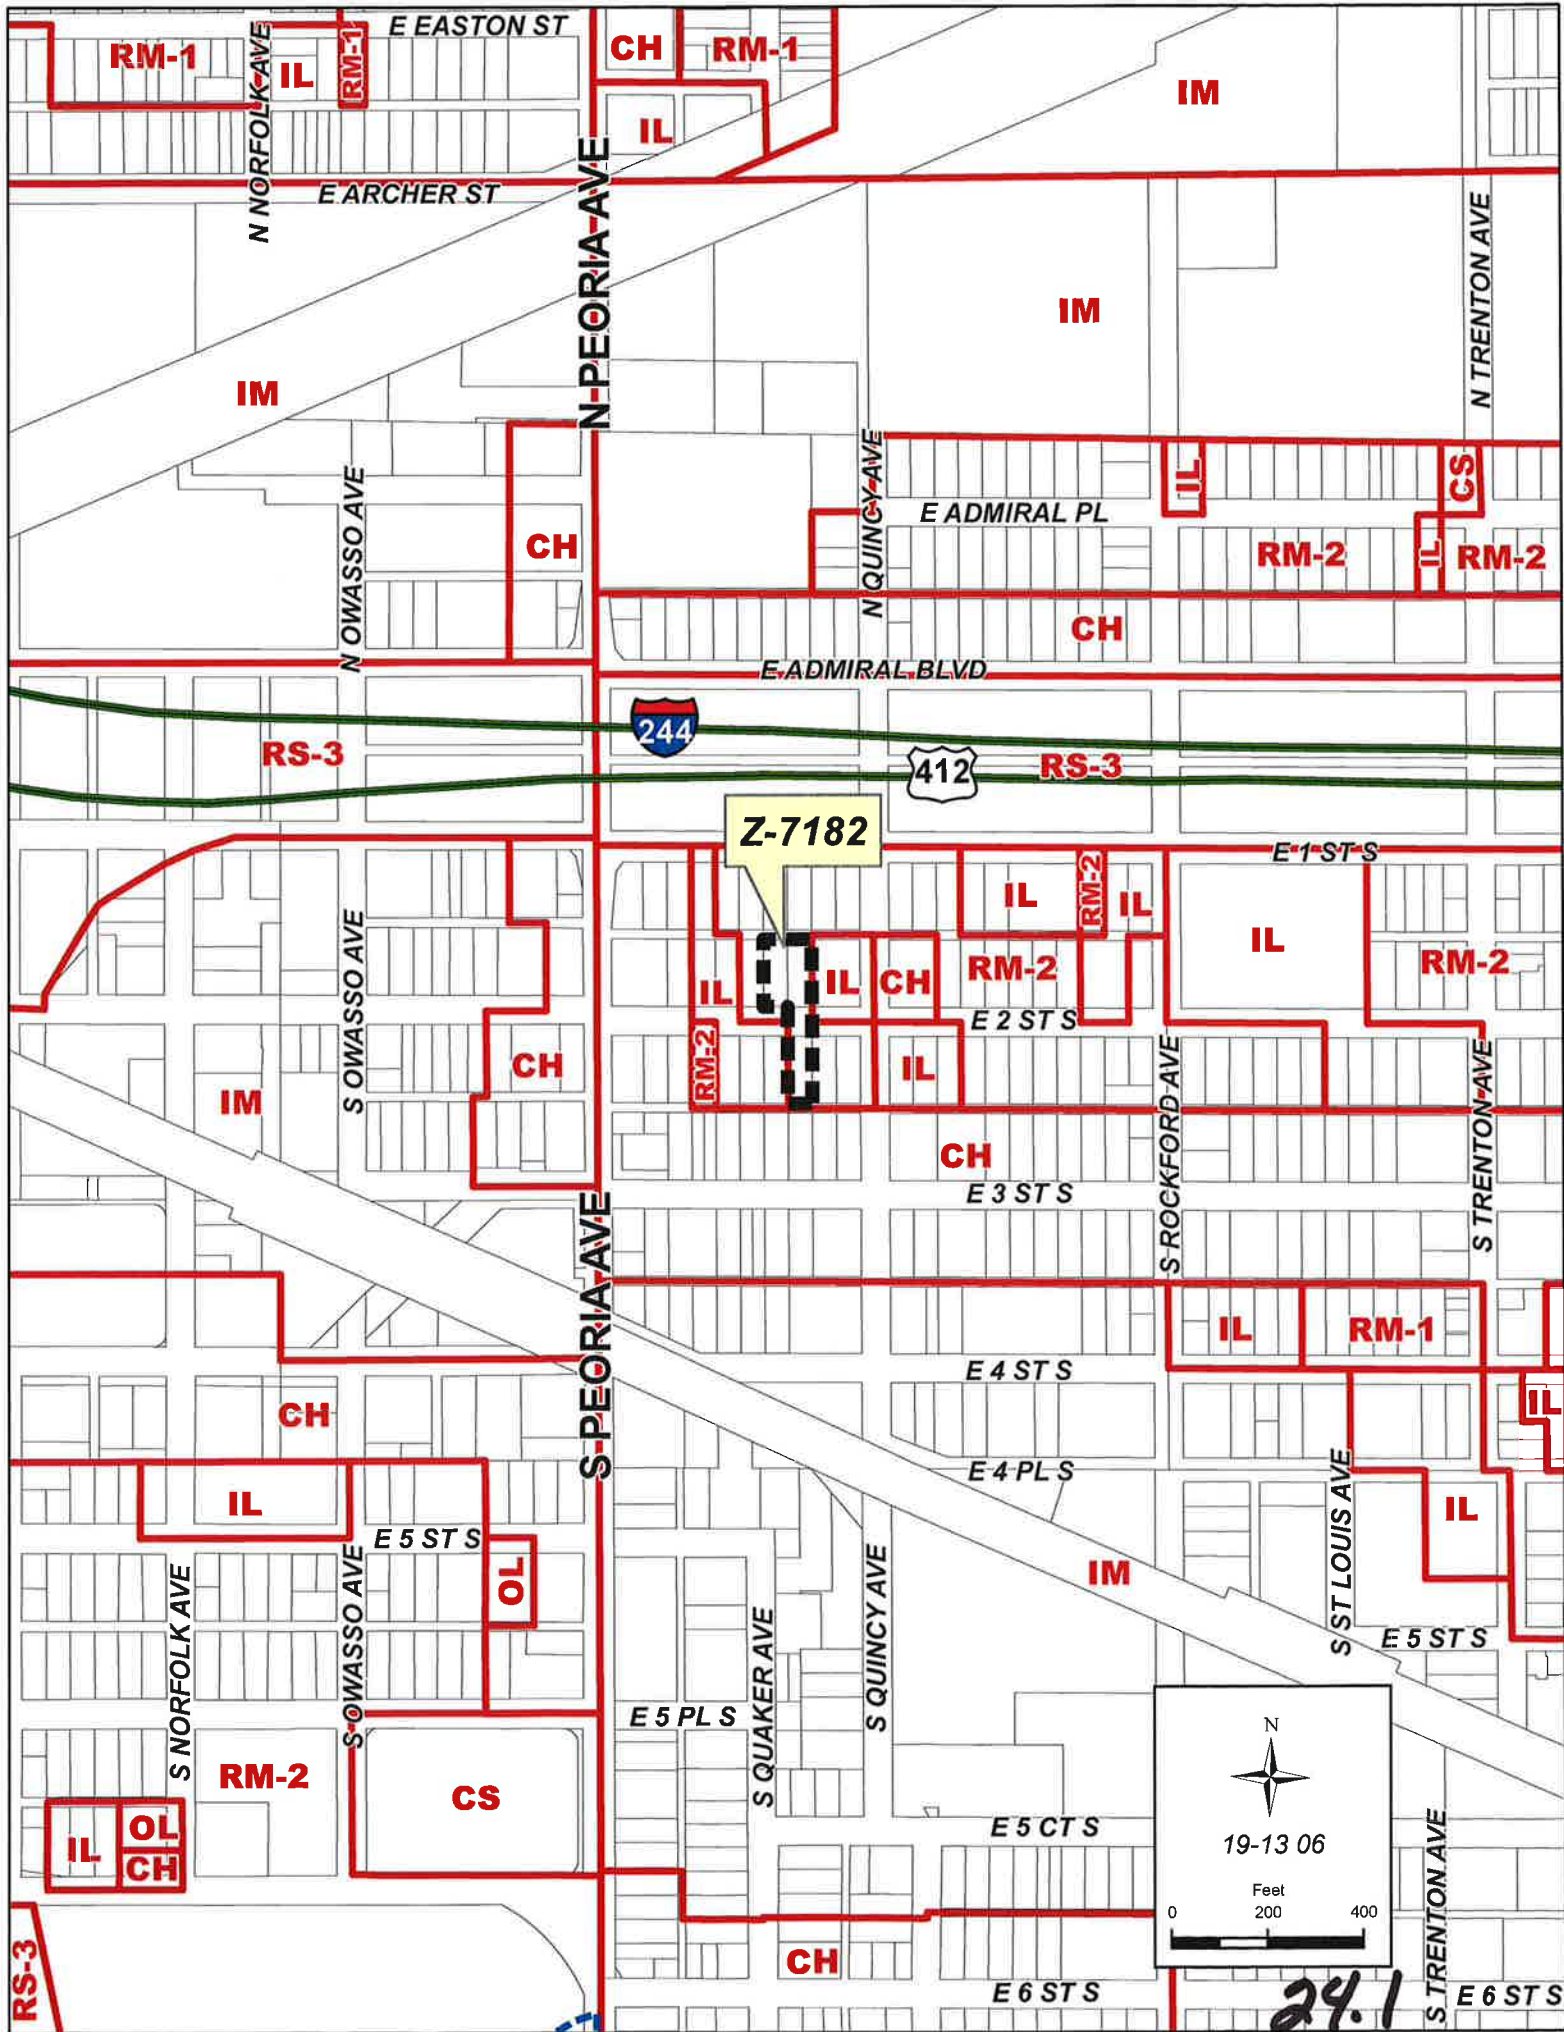 E EASTON ST
RM-1
IL
RM-1
CH
RM-1
IM
N NORFOLK AVE
IL
E ARCHER ST
N PEORIA AVE
N TRENTON AVE
IM
IM
N OWASSO AVE
N QUINCY AVE
IL
CS
E ADMIRAL PL
CH
RM-2
IL
RM-2
CH
E ADMIRAL BLVD
244
RS-3
412
RS-3
Z-7182
E 1 ST S
IL
RM-2
IL
IL
RM-2
S OWASSO AVE
IL
IL
CH
RM-2
E 2 ST S
CH
RM-2
IL
IM
S ROCKFORD AVE
S TRENTON AVE
CH
E 3 ST S
S PEORIA AVE
IL
RM-1
E 4 ST S
CH
IL
E 4 PL S
S ST LOUIS AVE
IL
IL
E 5 ST S
OL
IM
S NORFOLK AVE
S OWASSO AVE
S QUAKER AVE
S QUINCY AVE
E 5 ST S
E 5 PL S
RM-2
CS
N
OL
IL
CH
E 5 CT S
19-13 06
Feet
0 200 400
S TRENTON AVE
RS-3
CH
E 6 ST S
24.1
E 6 ST S